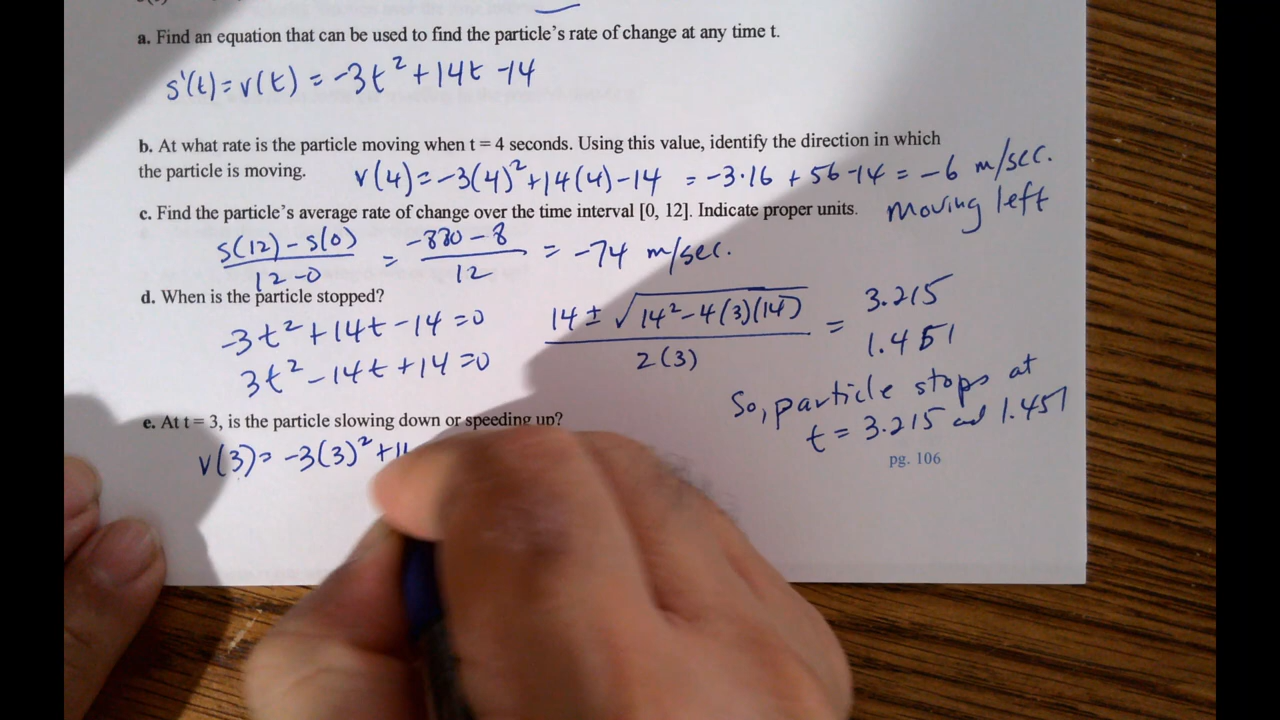 a. Find an equation that can be used to find the particle's rate of change at any time t.
s'(t) = v(t) = -3t² + 14t - 14
b. At what rate is the particle moving when t = 4 seconds. Using this value, identify the direction in which
the particle is moving. v(4) = -3(4)² + 14(4) - 14 = -3·16 + 56 - 14 = -6 m/sec.
moving left
c. Find the particle's average rate of change over the time interval [0, 12]. Indicate proper units.
s(12) - s(0) / 12 - 0 = -880 - 8 / 12 = -74 m/sec.
d. When is the particle stopped?
-3t² + 14t - 14 = 0
3t² - 14t + 14 = 0
14 ± √14² - 4(3)(14) / 2(3) = 3.215
1.451
So, particle stops at
t = 3.215 and 1.451
e. At t = 3, is the particle slowing down or speeding up?
v(3) = -3(3)² +
pg. 106